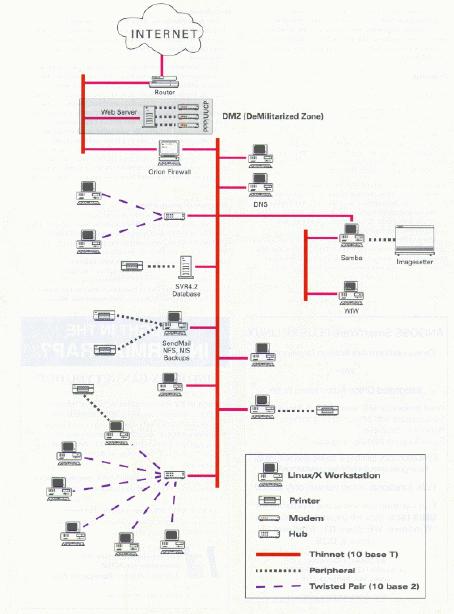 INTERNET
Router
Web Server
PPP/UUCP
DMZ (DeMilitarized Zone)
Orion Firewall
DNS
Samba
Imagesetter
SVR4.2
Database
WfW
SendMail
NFS, NIS
Backups
Linux/X Workstation
Printer
Modem
Hub
Thinnet (10 base T)
Peripheral
Twisted Pair (10 base 2)